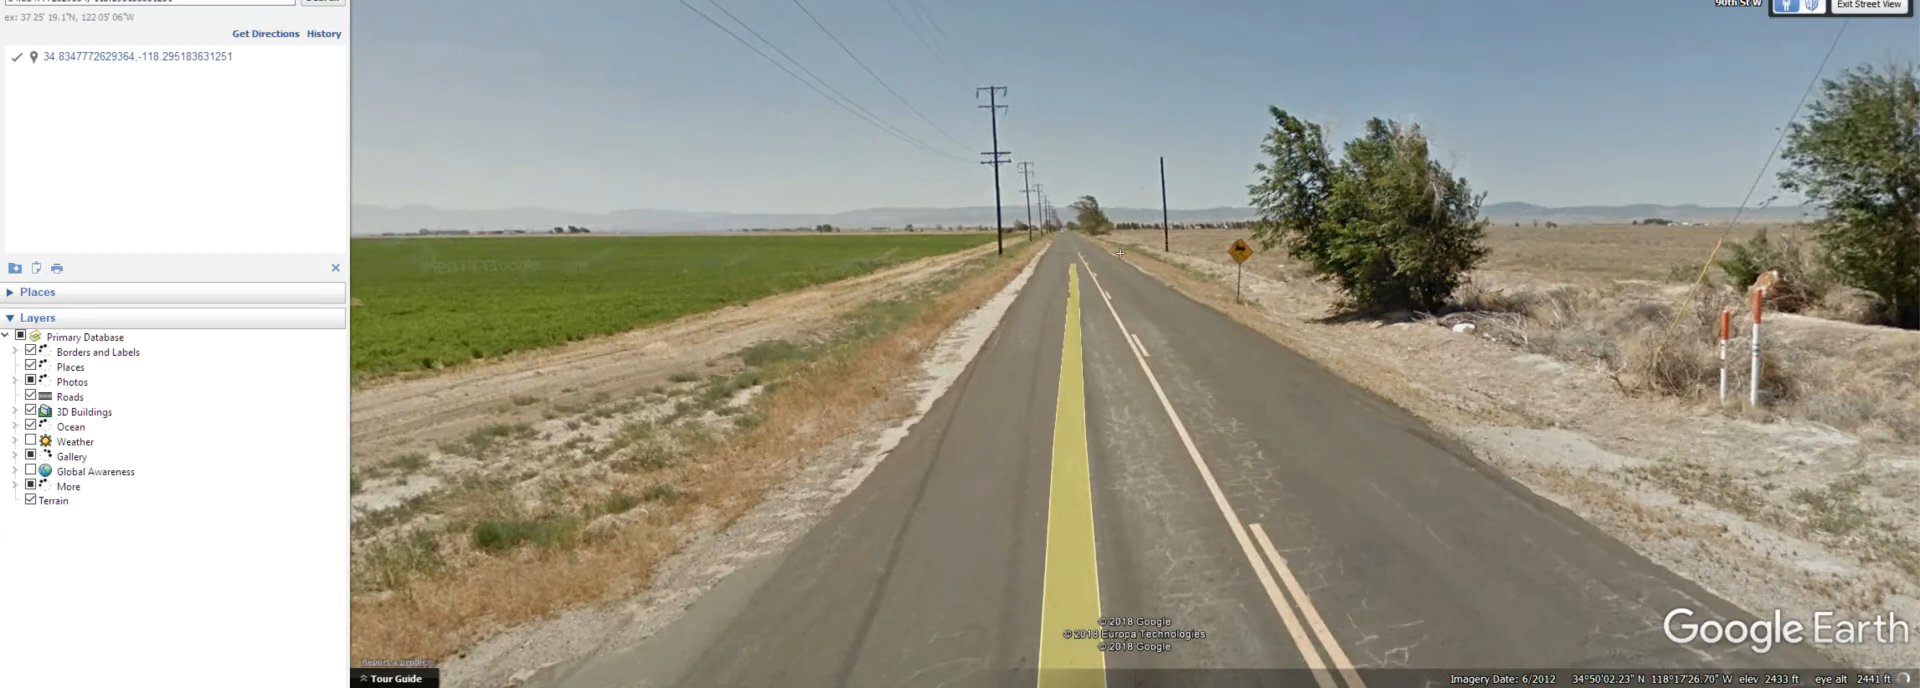 ex: 37 25' 19.1"N, 122 05' 06"W
Get Directions History
34.8347772629364,-118.295183631251
Places
Layers
Primary Database
Borders and Labels
Places
Photos
Roads
3D Buildings
Ocean
Weather
Gallery
Global Awareness
More
Terrain
90th St W
Exit Street View
© 2018 Google
© 2018 Europa Technologies
© 2018 Google
Google Earth
Report a problem
Tour Guide
Imagery Date: 6/2012 34°50'02.23" N 118°17'26.70" W elev 2433 ft eye alt 2441 ft